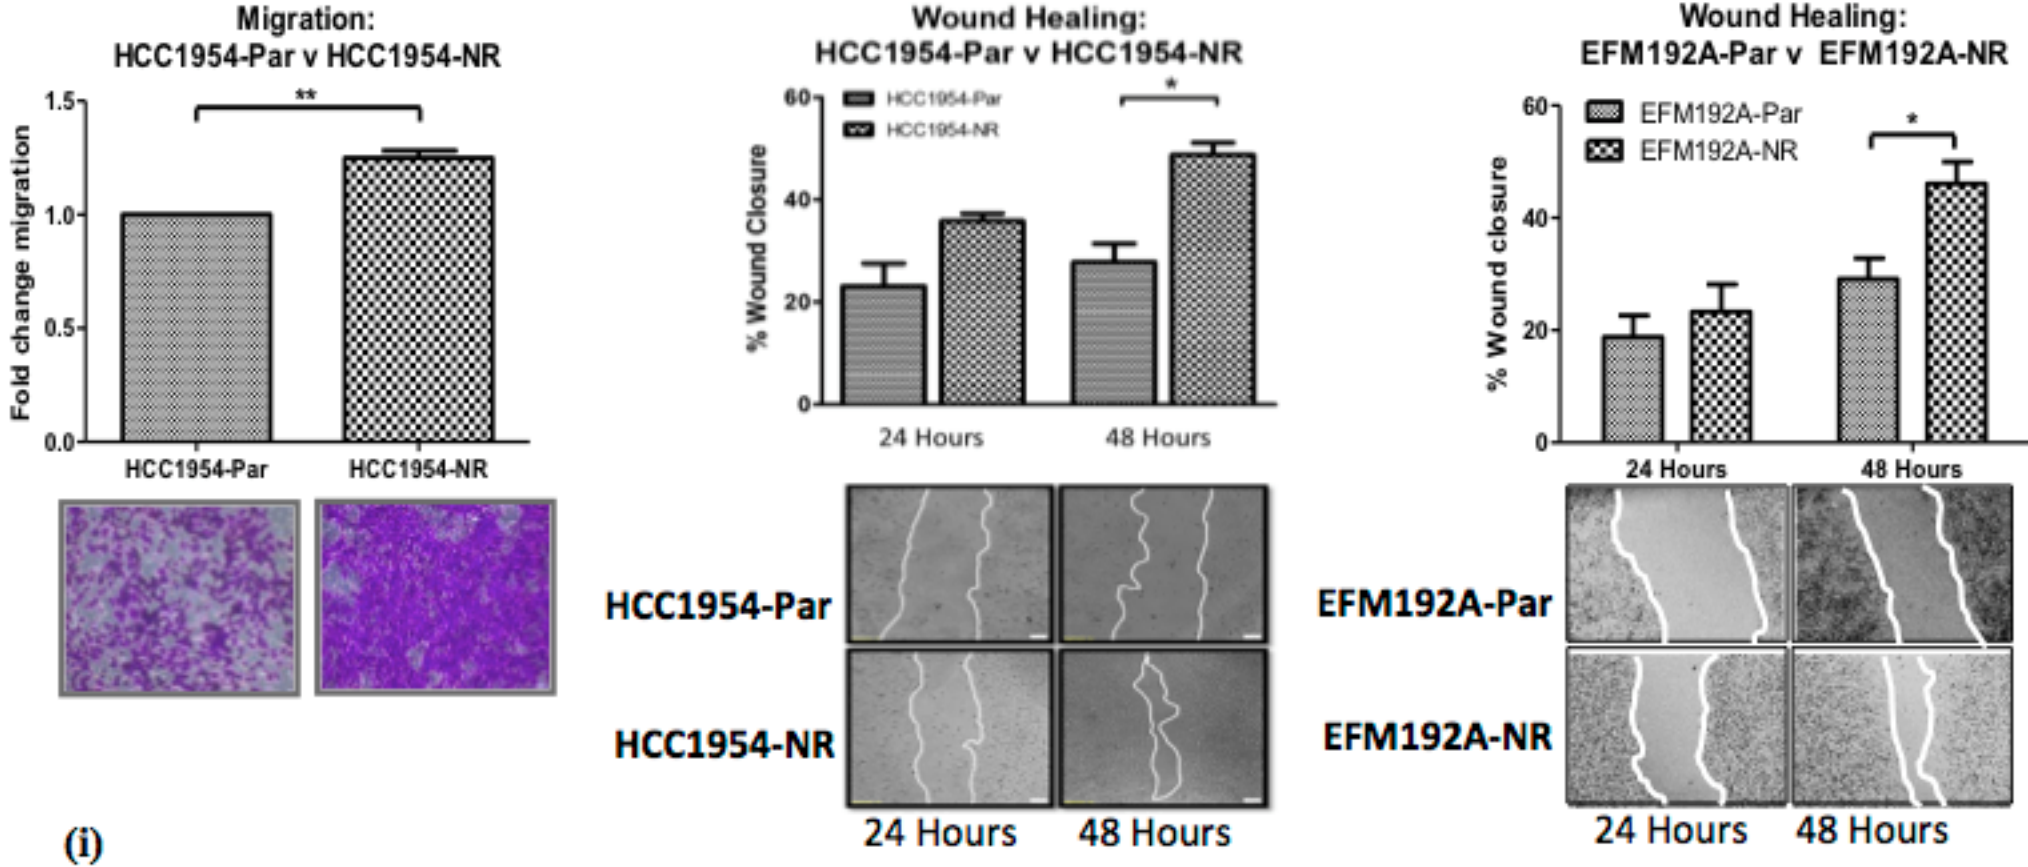 Migration:
HCC1954-Par v HCC1954-NR
**
1.5
1.0
0.5
0.0
Fold change migration
HCC1954-Par
HCC1954-NR
Wound Healing:
HCC1954-Par v HCC1954-NR
HCC1954-Par
HCC1954-NR
*
60
40
20
0
% Wound Closure
24 Hours
48 Hours
HCC1954-Par
HCC1954-NR
24 Hours
48 Hours
Wound Healing:
EFM192A-Par v EFM192A-NR
EFM192A-Par
EFM192A-NR
*
60
40
20
0
% Wound closure
24 Hours
48 Hours
EFM192A-Par
EFM192A-NR
24 Hours
48 Hours
(i)